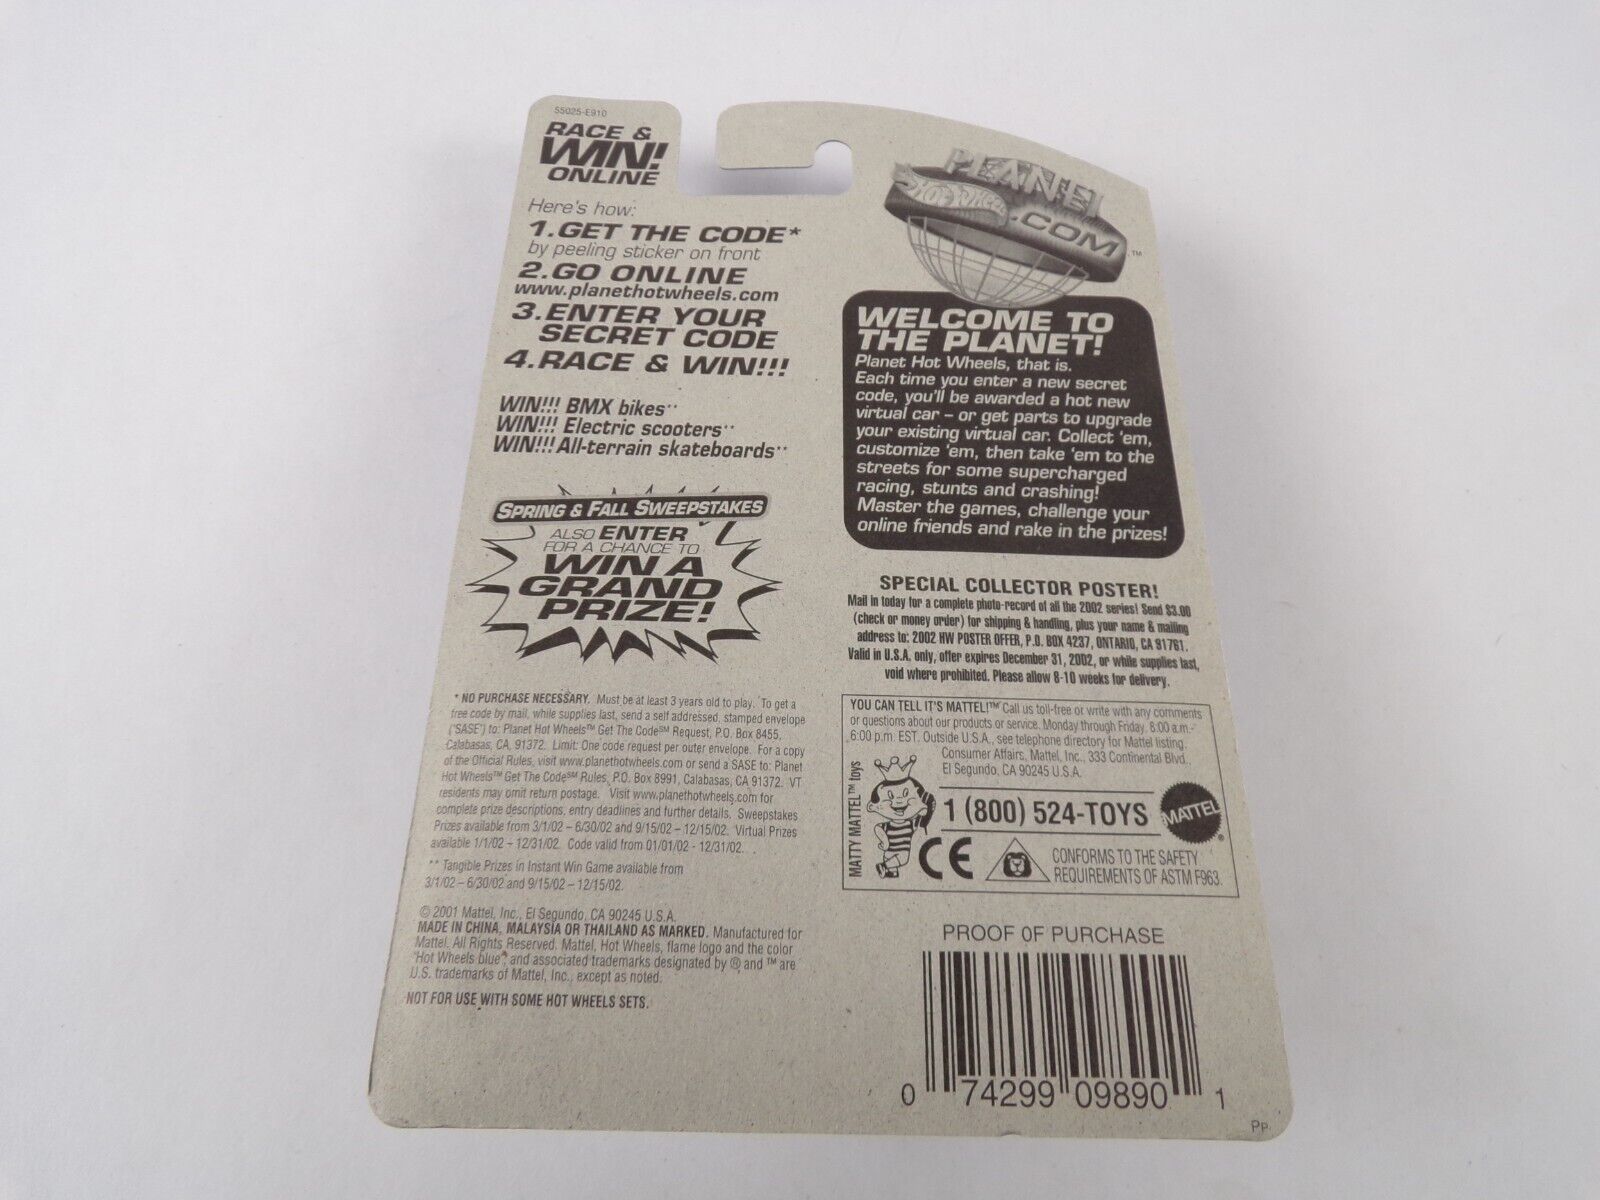 55025-E910
RACE &
WIN!
ONLINE
Here's how:
1.GET THE CODE*
by peeling sticker on front
2.GO ONLINE
www.planethotwheels.com
3.ENTER YOUR
SECRET CODE
4.RACE & WIN!!!
WIN!!! BMX bikes**
WIN!!! Electric scooters**
WIN!!! All-terrain skateboards**
SPRING & FALL SWEEPSTAKES
ALSO ENTER
FOR A CHANCE TO
WIN A
GRAND
PRIZE!
* NO PURCHASE NECESSARY. Must be at least 3 years old to play. To get a
free code by mail, while supplies last, send a self addressed, stamped envelope
("SASE") to: Planet Hot Wheels™ Get The Code℠ Request, P.O. Box 8455,
Calabasas, CA, 91372. Limit: One code request per outer envelope. For a copy
of the Official Rules, visit www.planethotwheels.com or send a SASE to: Planet
Hot Wheels™ Get The Code℠ Rules, P.O. Box 8991, Calabasas, CA 91372. VT
residents may omit return postage. Visit www.planethotwheels.com for
complete prize descriptions, entry deadlines and further details. Sweepstakes
Prizes available from 3/1/02 – 6/30/02 and 9/15/02 – 12/15/02. Virtual Prizes
available 1/1/02 – 12/31/02. Code valid from 01/01/02 - 12/31/02.
** Tangible Prizes in Instant Win Game available from
3/1/02 – 6/30/02 and 9/15/02 – 12/15/02.
© 2001 Mattel, Inc., El Segundo, CA 90245 U.S.A.
MADE IN CHINA, MALAYSIA OR THAILAND AS MARKED. Manufactured for
Mattel. All Rights Reserved. Mattel, Hot Wheels, flame logo and the color
"Hot Wheels blue", and associated trademarks designated by ® and ™ are
U.S. trademarks of Mattel, Inc., except as noted.
NOT FOR USE WITH SOME HOT WHEELS SETS.
PLANET
Hot Wheels
.COM
™
WELCOME TO
THE PLANET!
Planet Hot Wheels, that is.
Each time you enter a new secret
code, you'll be awarded a hot new
virtual car – or get parts to upgrade
your existing virtual car. Collect 'em,
customize 'em, then take 'em to the
streets for some supercharged
racing, stunts and crashing!
Master the games, challenge your
online friends and rake in the prizes!
SPECIAL COLLECTOR POSTER!
Mail in today for a complete photo-record of all the 2002 series! Send $3.00
(check or money order) for shipping & handling, plus your name & mailing
address to: 2002 HW POSTER OFFER, P.O. BOX 4237, ONTARIO, CA 91761.
Valid in U.S.A. only, offer expires December 31, 2002, or while supplies last,
void where prohibited. Please allow 8-10 weeks for delivery.
YOU CAN TELL IT'S MATTEL!™ Call us toll-free or write with any comments
or questions about our products or service. Monday through Friday, 8:00 a.m.-
6:00 p.m. EST. Outside U.S.A., see telephone directory for Mattel listing.
Consumer Affairs, Mattel, Inc., 333 Continental Blvd.,
El Segundo, CA 90245 U.S.A.
MATTY MATTEL™ toys
1 (800) 524-TOYS
MATTEL
®
CE
CONFORMS TO THE SAFETY
REQUIREMENTS OF ASTM F963.
PROOF OF PURCHASE
0 74299 09890 1
Pp.